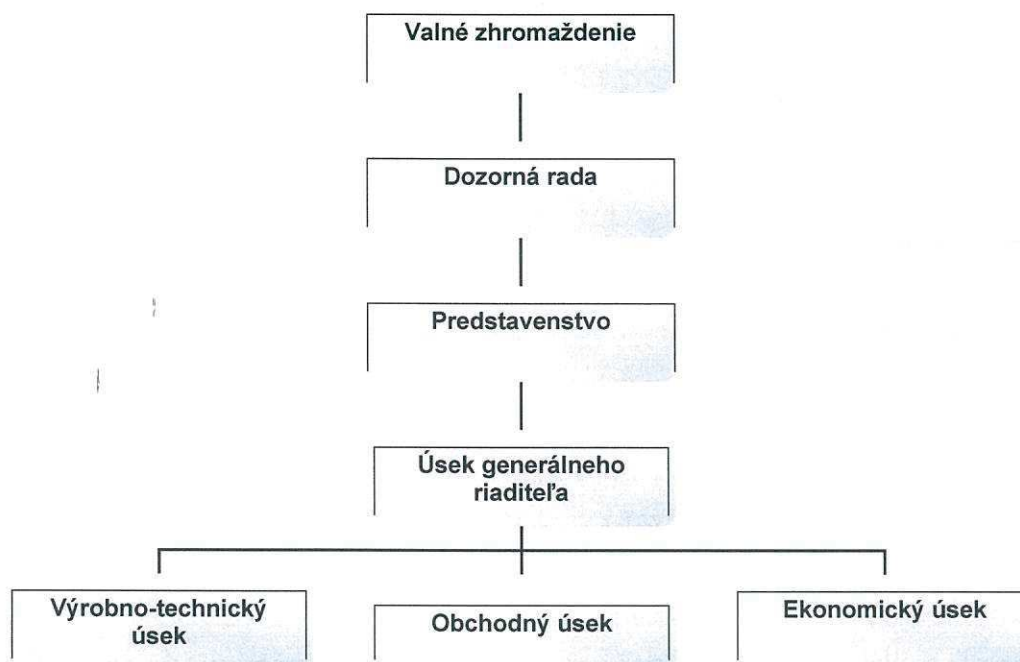 Valné zhromaždenie
Dozorná rada
Predstavenstvo
Úsek generálneho
riaditeľa
Výrobno-technický
úsek
Obchodný úsek
Ekonomický úsek